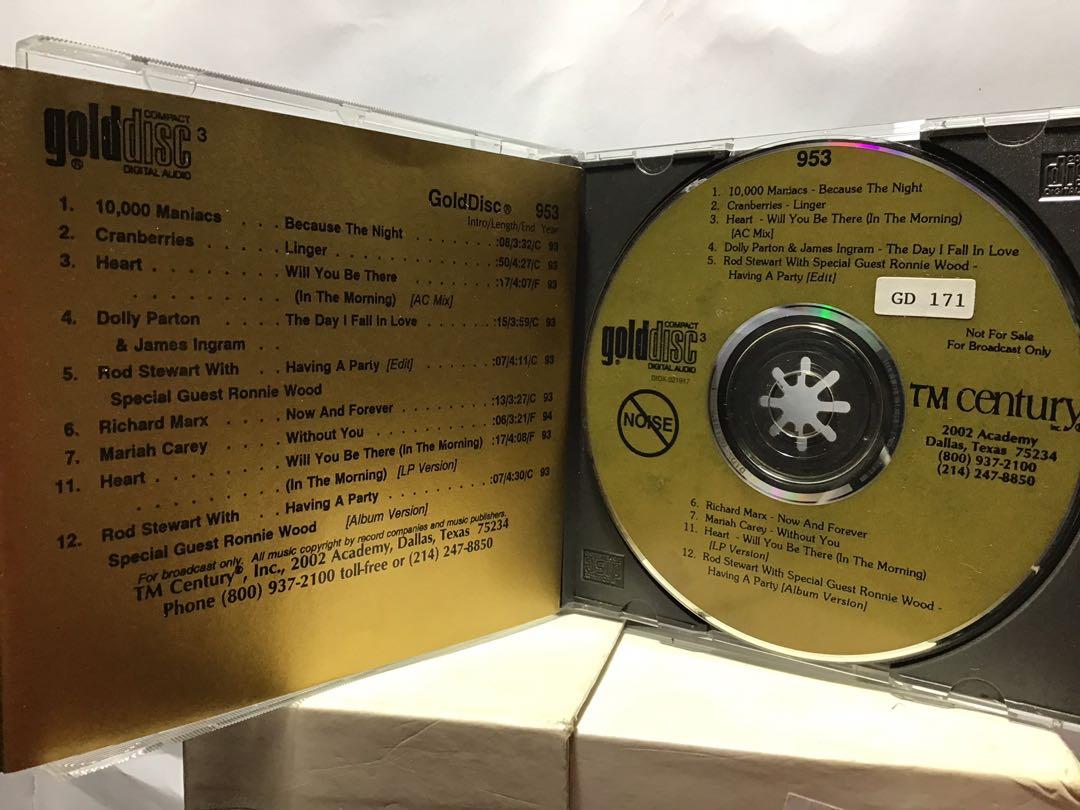 COMPACT
golddisc 3
®
DIGITAL AUDIO
GoldDisc® 953
Intro/Length/End Year
1. 10,000 Maniacs . . . . Because The Night . . . . . . . . :08/3:32/C 93
2. Cranberries . . . . . . Linger . . . . . . . . . . . . . . . :50/4:27/C 93
3. Heart . . . . . . . . . . Will You Be There . . . . . . . . :17/4:07/F 93
. . . . . . . . . . . . (In The Morning) [AC Mix]
4. Dolly Parton . . . . . The Day I Fall In Love . . . . . . :15/3:59/C 93
& James Ingram . .
5. Rod Stewart With Having A Party [Edit] . . . . . . . :07/4:11/C 93
Special Guest Ronnie Wood
6. Richard Marx . . Now And Forever . . . . . . . . :13/3:27/C 93
7. Mariah Carey . . Without You . . . . . . . . . . . :06/3:21/F 94
11. Heart . . . . . . . Will You Be There (In The Morning) :17/4:08/F 93
. . . . . . . . . . . . (In The Morning) [LP Version]
12. Rod Stewart With . . Having A Party . . . . . . . . . . :07/4:30/C 93
Special Guest Ronnie Wood [Album Version]
For broadcast only. All music copyright by record companies and music publishers.
TM Century®, Inc., 2002 Academy, Dallas, Texas 75234
Phone (800) 937-2100 toll-free or (214) 247-8850
953
1. 10,000 Maniacs - Because The Night
2. Cranberries - Linger
3. Heart - Will You Be There (In The Morning)
[AC Mix]
4. Dolly Parton & James Ingram - The Day I Fall In Love
5. Rod Stewart With Special Guest Ronnie Wood -
Having A Party [Edit]
GD 171
Not For Sale
For Broadcast Only
COMPACT
golddisc 3
DIGITAL AUDIO
DIDX-021917
NOISE
TM century
Inc.
2002 Academy
Dallas, Texas 75234
(800) 937-2100
(214) 247-8850
6. Richard Marx - Now And Forever
7. Mariah Carey - Without You
11. Heart - Will You Be There (In The Morning)
[LP Version]
12. Rod Stewart With Special Guest Ronnie Wood -
Having A Party [Album Version]